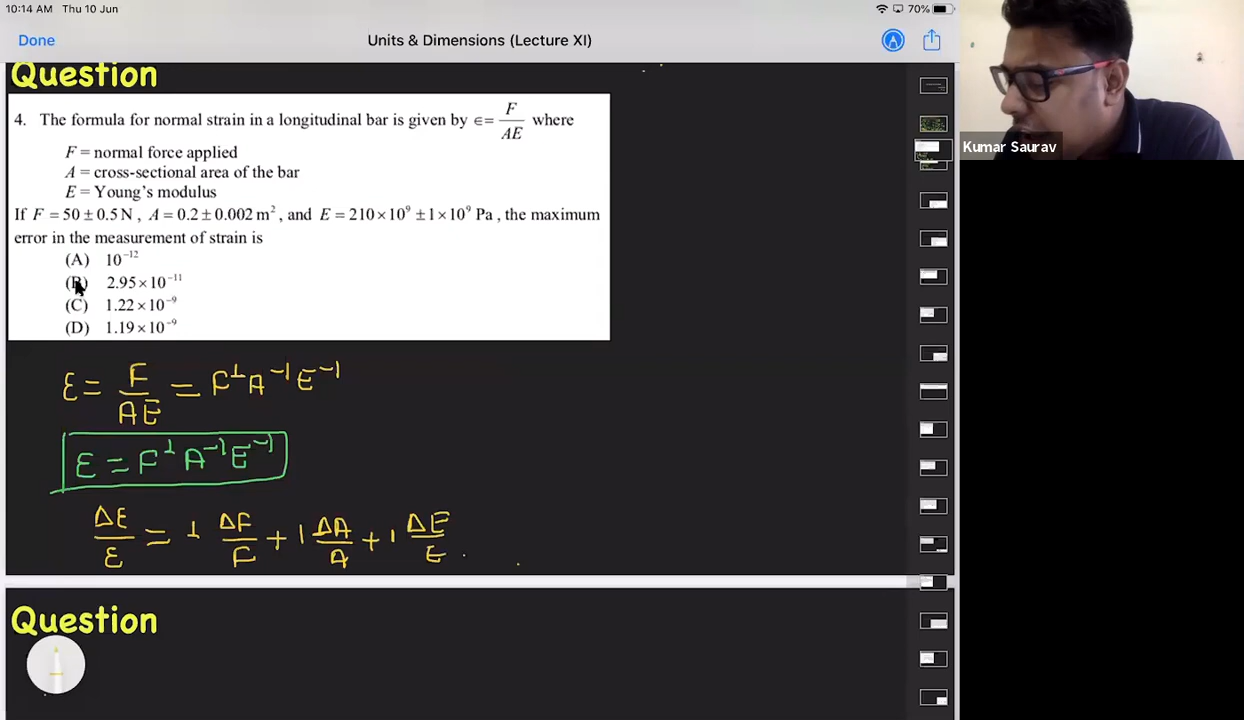 10:14 AM Thu 10 Jun
70%
Done
Units & Dimensions (Lecture XI)
Question
4. The formula for normal strain in a longitudinal bar is given by ∈= F/AE where
F = normal force applied
A = cross-sectional area of the bar
E = Young's modulus
If F = 50 ± 0.5 N , A = 0.2 ± 0.002 m², and E = 210×10⁹ ±1×10⁹ Pa , the maximum
error in the measurement of strain is
(A) 10⁻¹²
(B) 2.95×10⁻¹¹
(C) 1.22×10⁻⁹
(D) 1.19×10⁻⁹
ε = F/AE = F¹A⁻¹E⁻¹
ε = F¹A⁻¹E⁻¹
Δε/ε = 1 ΔF/F + 1 ΔA/A + 1 ΔE/E
Question
Kumar Saurav